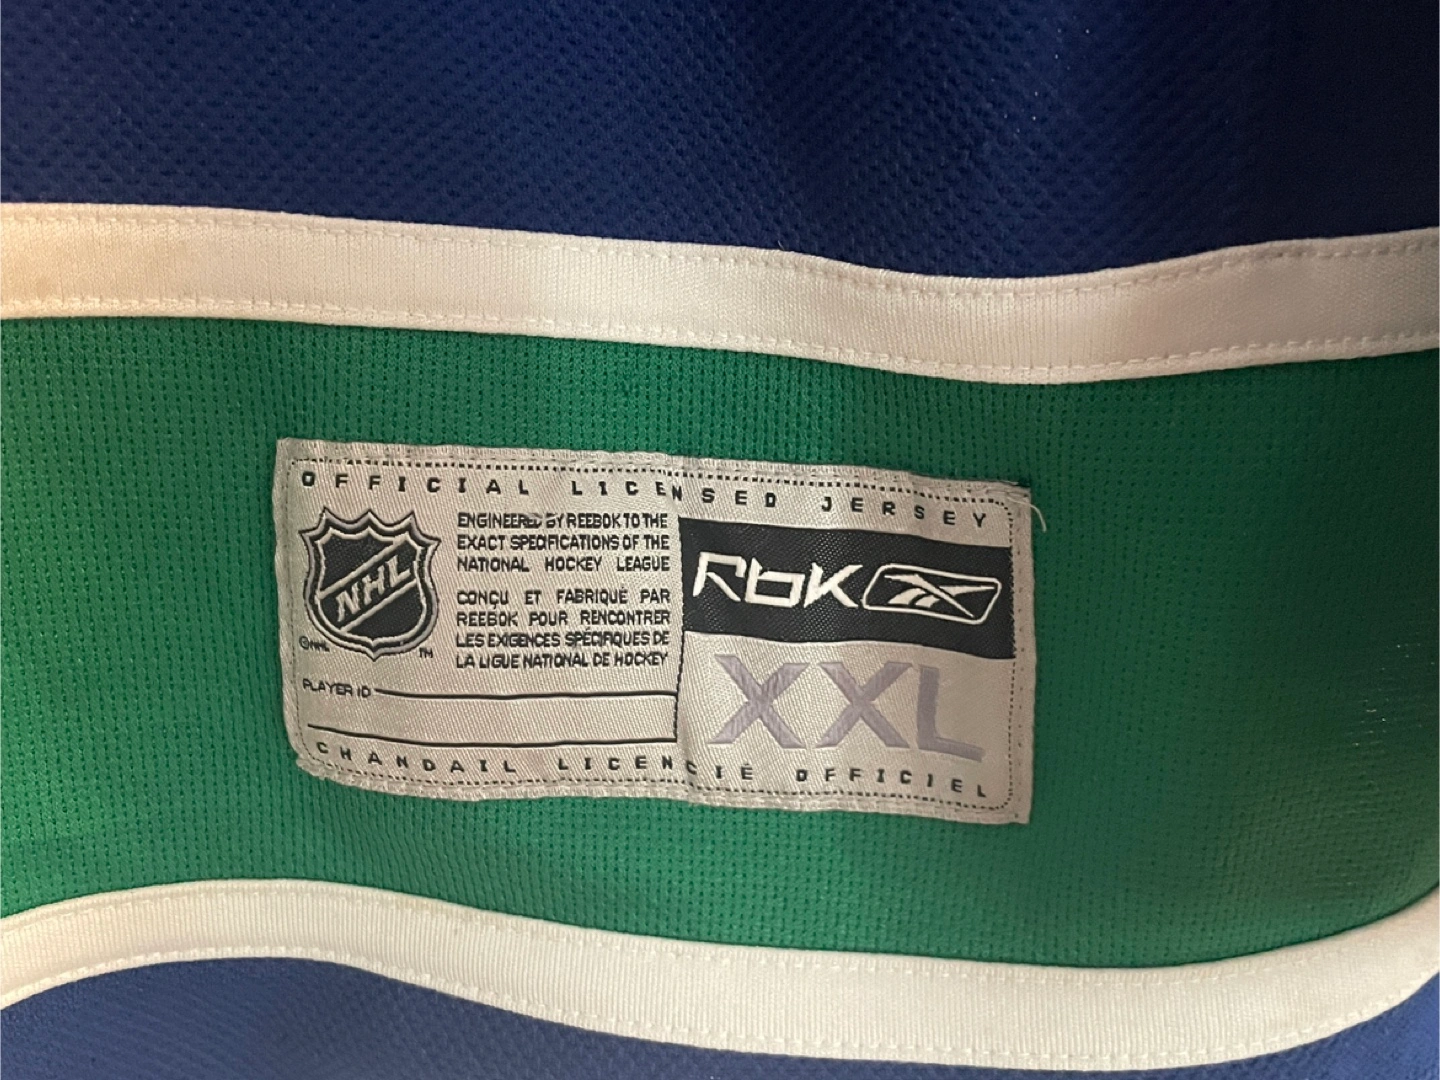 OFFICIAL LICENSED JERSEY
NHL
©NHL
TM
ENGINEERED BY REEBOK TO THE
EXACT SPECIFICATIONS OF THE
NATIONAL HOCKEY LEAGUE
CONÇU ET FABRIQUÉ PAR
REEBOK POUR RENCONTRER
LES EXIGENCES SPÉCIFIQUES DE
LA LIGUE NATIONAL DE HOCKEY
PLAYER ID
RbK
XXL
CHANDAIL LICENCIÉ OFFICIEL